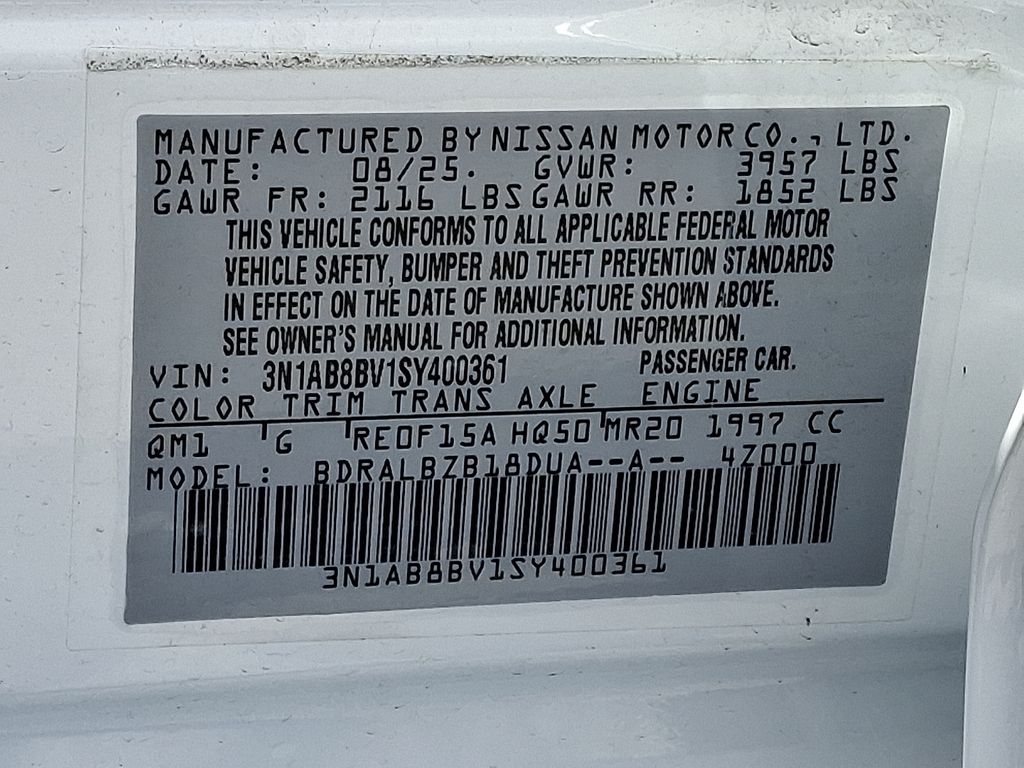 MANUFACTURED BY NISSAN MOTOR CO., LTD.
DATE: 08/25. GVWR: 3957 LBS
GAWR FR: 2116 LBS GAWR RR: 1852 LBS
THIS VEHICLE CONFORMS TO ALL APPLICABLE FEDERAL MOTOR
VEHICLE SAFETY, BUMPER AND THEFT PREVENTION STANDARDS
IN EFFECT ON THE DATE OF MANUFACTURE SHOWN ABOVE.
SEE OWNER'S MANUAL FOR ADDITIONAL INFORMATION.
VIN: 3N1AB8BV1SY400361 PASSENGER CAR.
COLOR TRIM TRANS AXLE ENGINE
QM1 G RE0F15A HQ50 MR20 1997 CC
MODEL: BDRALBZB18DUA--A-- 4Z000
3N1AB8BV1SY400361